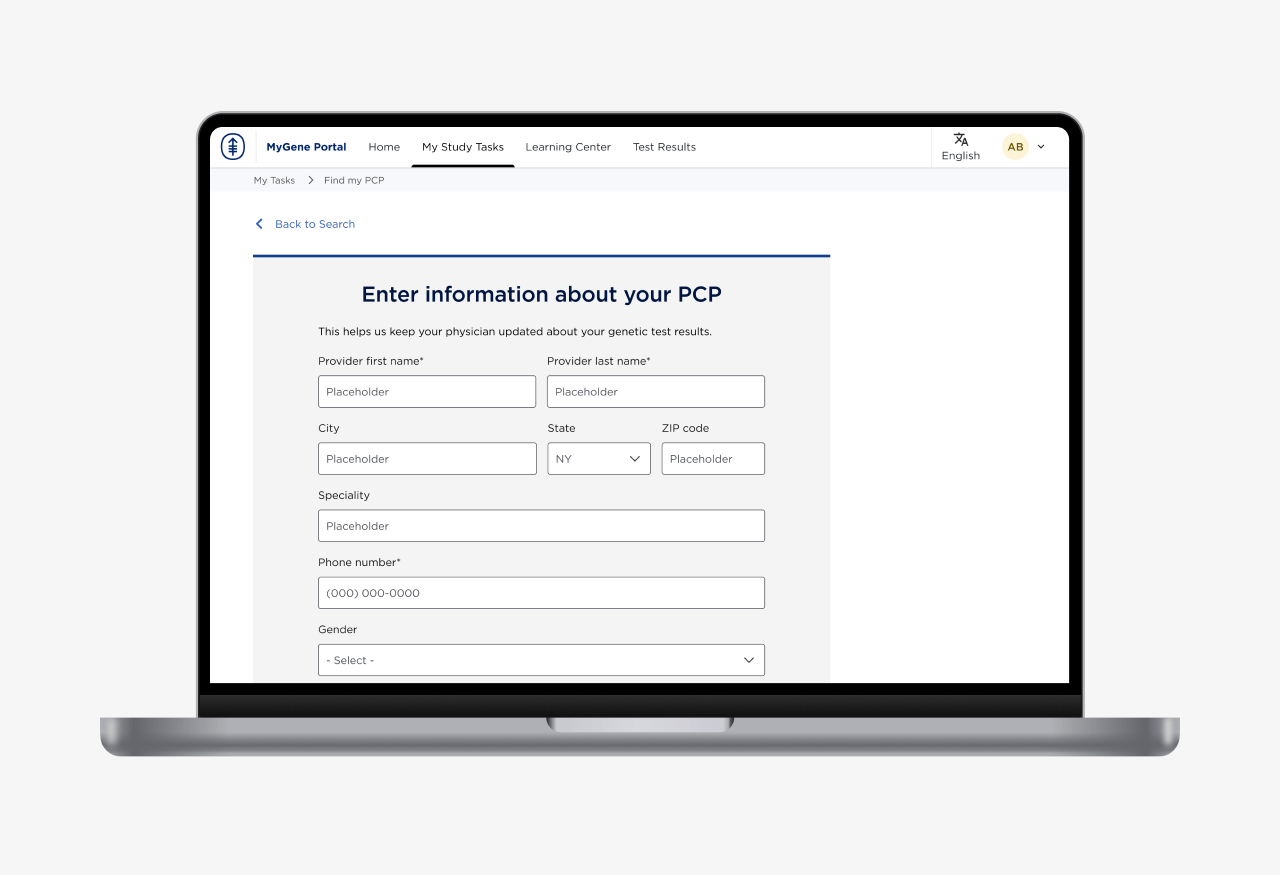 MyGene Portal Home My Study Tasks Learning Center Test Results English AB
My Tasks Find my PCP
Back to Search
Enter information about your PCP
This helps us keep your physician updated about your genetic test results.
Provider first name* Provider last name*
Placeholder Placeholder
City State ZIP code
Placeholder NY Placeholder
Speciality
Placeholder
Phone number*
(000) 000-0000
Gender
- Select -